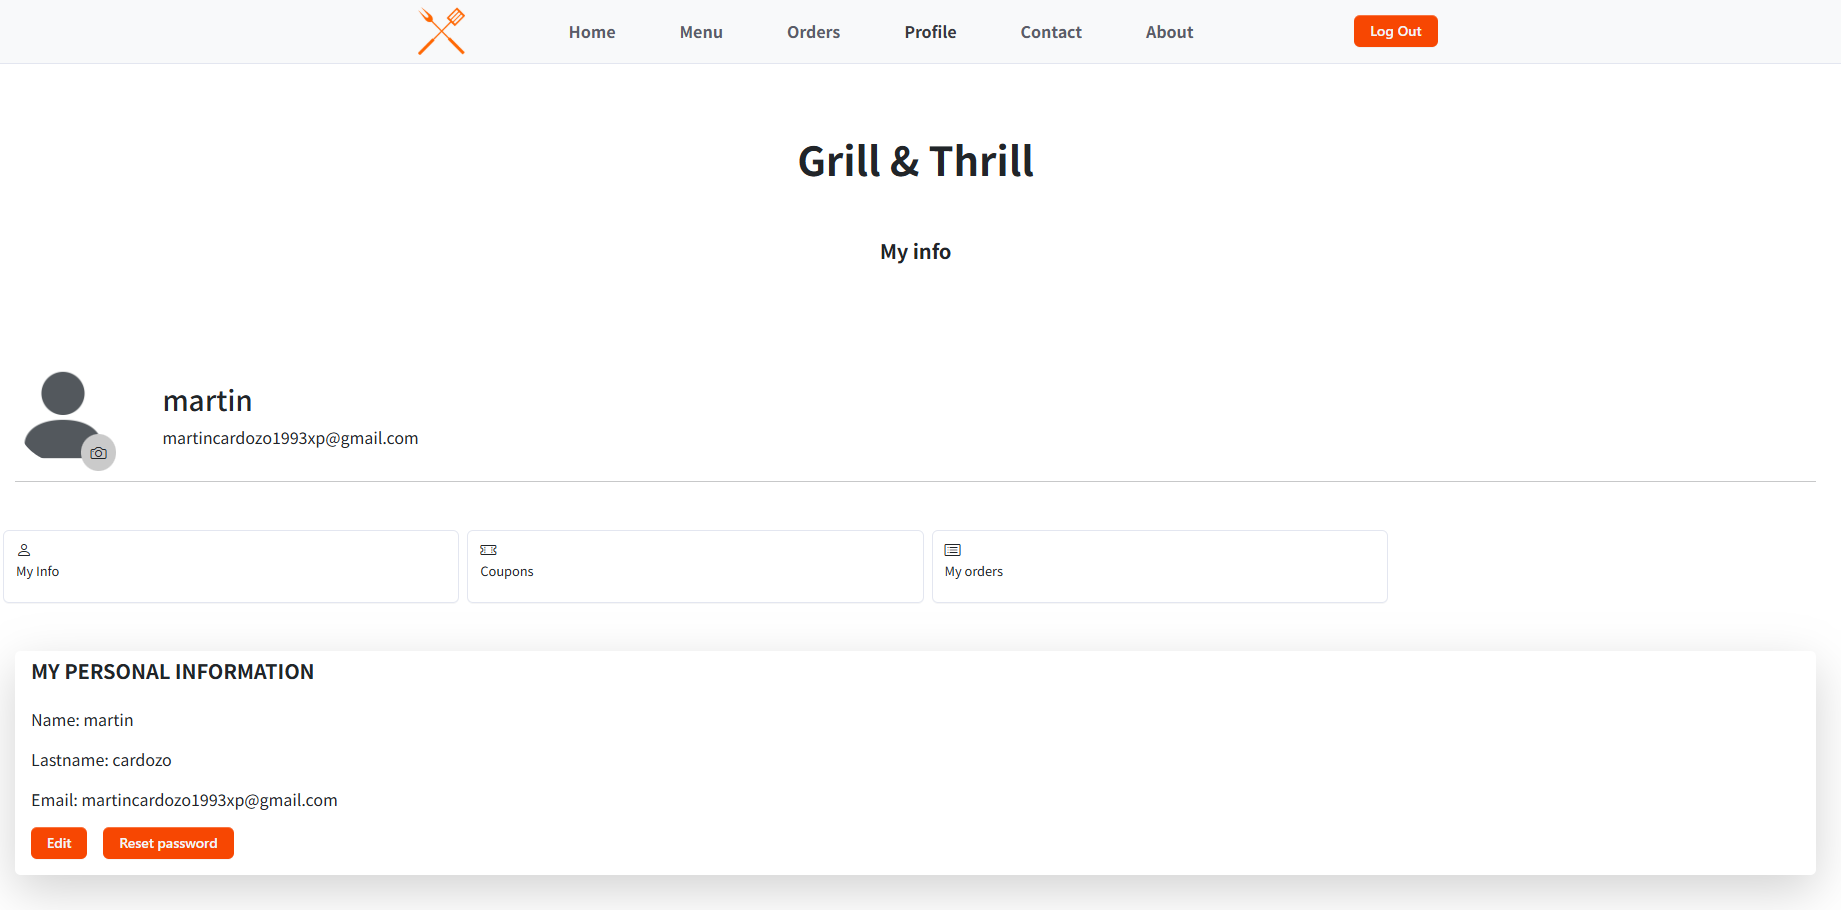 Home Menu Orders Profile Contact About Log Out
Grill & Thrill
My info
martin
martincardozo1993xp@gmail.com
My Info
Coupons
My orders
MY PERSONAL INFORMATION
Name: martin
Lastname: cardozo
Email: martincardozo1993xp@gmail.com
Edit Reset password